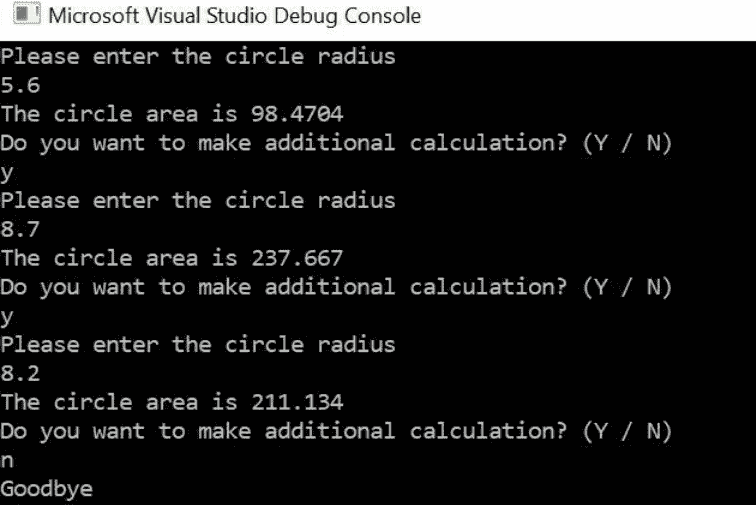 Microsoft Visual Studio Debug Console
Please enter the circle radius
5.6
The circle area is 98.4704
Do you want to make additional calculation? (Y / N)
y
Please enter the circle radius
8.7
The circle area is 237.667
Do you want to make additional calculation? (Y / N)
y
Please enter the circle radius
8.2
The circle area is 211.134
Do you want to make additional calculation? (Y / N)
n
Goodbye